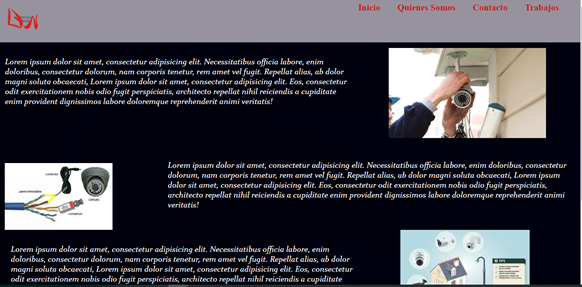 Inicio Quienes Somos Contacto Trabajos
Lorem ipsum dolor sit amet, consectetur adipisicing elit. Necessitatibus officia labore, enim
doloribus, consectetur dolorum, nam corporis tenetur, rem amet vel fugit. Repellat alias, ab dolor
magni soluta obcaecati, Lorem ipsum dolor sit amet, consectetur adipisicing elit. Eos, consectetur
odit exercitationem nobis odio fugit perspiciatis, architecto repellat nihil reiciendis a cupiditate
enim provident dignissimos labore doloremque reprehenderit animi veritatis!
Lorem ipsum dolor sit amet, consectetur adipisicing elit. Necessitatibus officia labore, enim doloribus, consectetur
dolorum, nam corporis tenetur, rem amet vel fugit. Repellat alias, ab dolor magni soluta obcaecati, Lorem ipsum
dolor sit amet, consectetur adipisicing elit. Eos, consectetur odit exercitationem nobis odio fugit perspiciatis,
architecto repellat nihil reiciendis a cupiditate enim provident dignissimos labore doloremque reprehenderit animi
veritatis!
Lorem ipsum dolor sit amet, consectetur adipisicing elit. Necessitatibus officia labore, enim
doloribus, consectetur dolorum, nam corporis tenetur, rem amet vel fugit. Repellat alias, ab dolor
magni soluta obcaecati, Lorem ipsum dolor sit amet, consectetur adipisicing elit. Eos, consectetur
odit exercitationem nobis odio fugit perspiciatis, architecto repellat nihil reiciendis a cupiditate